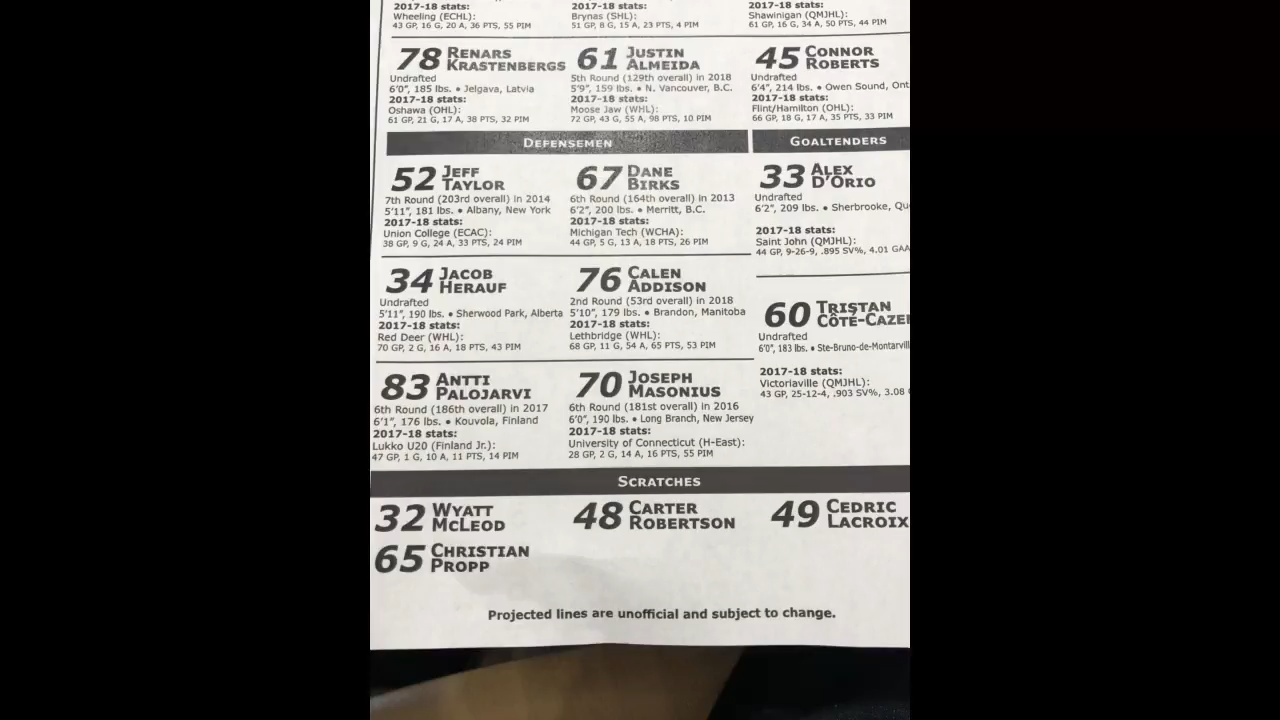 2017-18 stats:
Wheeling (ECHL):
43 GP, 16 G, 20 A, 36 PTS, 55 PIM
2017-18 stats:
Brynas (SHL):
51 GP, 8 G, 15 A, 23 PTS, 4 PIM
2017-18 stats:
Shawinigan (QMJHL):
61 GP, 16 G, 34 A, 50 PTS, 44 PIM
78 RENARS
KRASTENBERGS
Undrafted
6'0", 185 lbs. • Jelgava, Latvia
2017-18 stats:
Oshawa (OHL):
61 GP, 21 G, 17 A, 38 PTS, 32 PIM
61 JUSTIN
ALMEIDA
5th Round (129th overall) in 2018
5'9", 159 lbs. • N. Vancouver, B.C.
2017-18 stats:
Moose Jaw (WHL):
72 GP, 43 G, 55 A, 98 PTS, 10 PIM
45 CONNOR
ROBERTS
Undrafted
6'4", 214 lbs. • Owen Sound, Ont
2017-18 stats:
Flint/Hamilton (OHL):
66 GP, 18 G, 17 A, 35 PTS, 33 PIM
DEFENSEMEN
52 JEFF
TAYLOR
7th Round (203rd overall) in 2014
5'11", 181 lbs. • Albany, New York
2017-18 stats:
Union College (ECAC):
38 GP, 9 G, 24 A, 33 PTS, 24 PIM
67 DANE
BIRKS
6th Round (164th overall) in 2013
6'2", 200 lbs. • Merritt, B.C.
2017-18 stats:
Michigan Tech (WCHA):
44 GP, 5 G, 13 A, 18 PTS, 26 PIM
34 JACOB
HERAUF
Undrafted
5'11", 190 lbs. • Sherwood Park, Alberta
2017-18 stats:
Red Deer (WHL):
70 GP, 2 G, 16 A, 18 PTS, 43 PIM
76 CALEN
ADDISON
2nd Round (53rd overall) in 2018
5'10", 179 lbs. • Brandon, Manitoba
2017-18 stats:
Lethbridge (WHL):
68 GP, 11 G, 54 A, 65 PTS, 53 PIM
83 ANTTI
PALOJARVI
6th Round (186th overall) in 2017
6'1", 176 lbs. • Kouvola, Finland
2017-18 stats:
Lukko U20 (Finland Jr.):
47 GP, 1 G, 10 A, 11 PTS, 14 PIM
70 JOSEPH
MASONIUS
6th Round (181st overall) in 2016
6'0", 190 lbs. • Long Branch, New Jersey
2017-18 stats:
University of Connecticut (H-East):
28 GP, 2 G, 14 A, 16 PTS, 55 PIM
GOALTENDERS
33 ALEX
D'ORIO
Undrafted
6'2", 209 lbs. • Sherbrooke, Qu
2017-18 stats:
Saint John (QMJHL):
44 GP, 9-26-9, .895 SV%, 4.01 GAA
60 TRISTAN
CÔTÉ-CAZE
Undrafted
6'0", 183 lbs. • Ste-Bruno-de-Montarvill
2017-18 stats:
Victoriaville (QMJHL):
43 GP, 25-12-4, .903 SV%, 3.08
SCRATCHES
32 WYATT
MCLEOD
48 CARTER
ROBERTSON
49 CEDRIC
LACROIX
65 CHRISTIAN
PROPP
Projected lines are unofficial and subject to change.